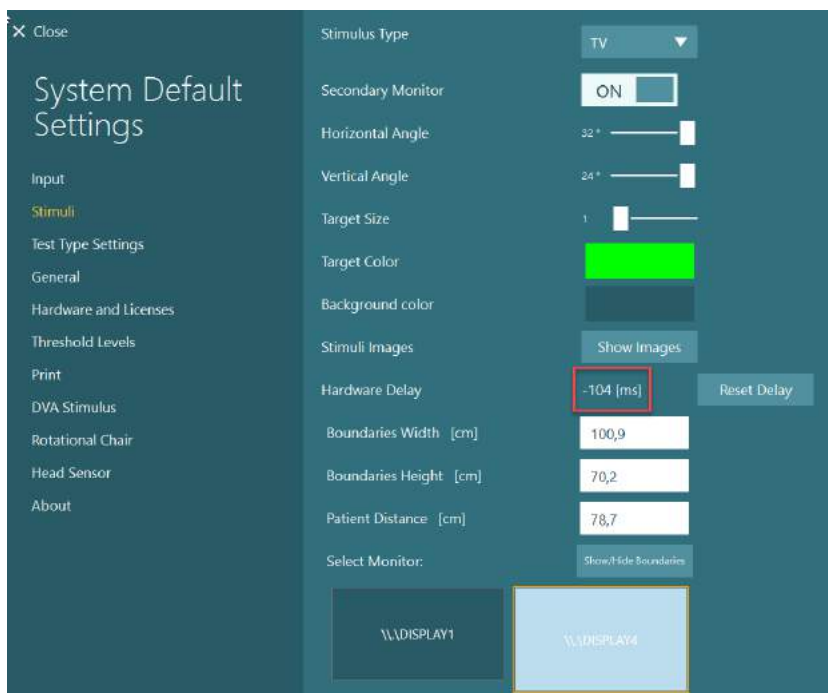 Close
System Default
Settings
Input
Stimuli
Test Type Settings
General
Hardware and Licenses
Threshold Levels
Print
DVA Stimulus
Rotational Chair
Head Sensor
About
Stimulus Type
TV
Secondary Monitor
ON
Horizontal Angle
32 °
Vertical Angle
24 °
Target Size
1
Target Color
Background color
Stimuli Images
Show Images
Hardware Delay
-104 [ms]
Reset Delay
Boundaries Width [cm]
100,9
Boundaries Height [cm]
70,2
Patient Distance [cm]
78,7
Select Monitor:
Show/Hide Boundaries
\\.\DISPLAY1
\\.\DISPLAY4